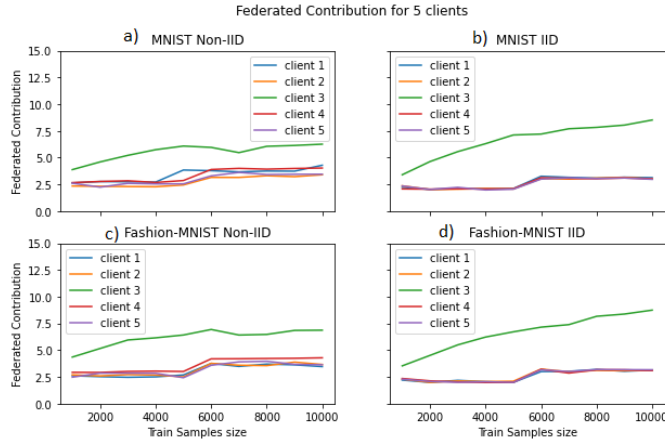 Federated Contribution for 5 clients
a) MNIST Non-IID
15.0
12.5
10.0
7.5
5.0
2.5
0.0
Federated Contribution
client 1
client 2
client 3
client 4
client 5
b) MNIST IID
client 1
client 2
client 3
client 4
client 5
c) Fashion-MNIST Non-IID
15.0
12.5
10.0
7.5
5.0
2.5
0.0
Federated Contribution
client 1
client 2
client 3
client 4
client 5
2000 4000 6000 8000 10000
Train Samples size
d) Fashion-MNIST IID
client 1
client 2
client 3
client 4
client 5
2000 4000 6000 8000 10000
Train Samples size